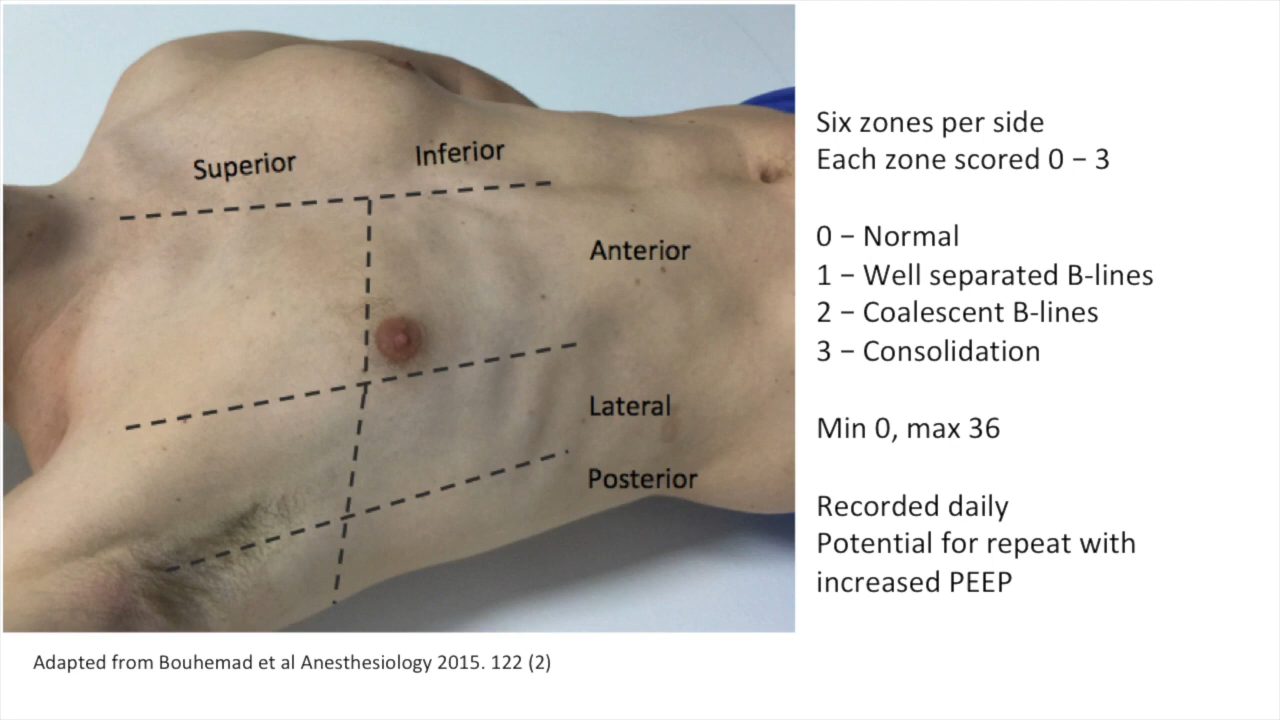 Superior
Inferior
Anterior
Lateral
Posterior
Six zones per side
Each zone scored 0 – 3
0 – Normal
1 – Well separated B-lines
2 – Coalescent B-lines
3 – Consolidation
Min 0, max 36
Recorded daily
Potential for repeat with
increased PEEP
Adapted from Bouhemad et al Anesthesiology 2015. 122 (2)